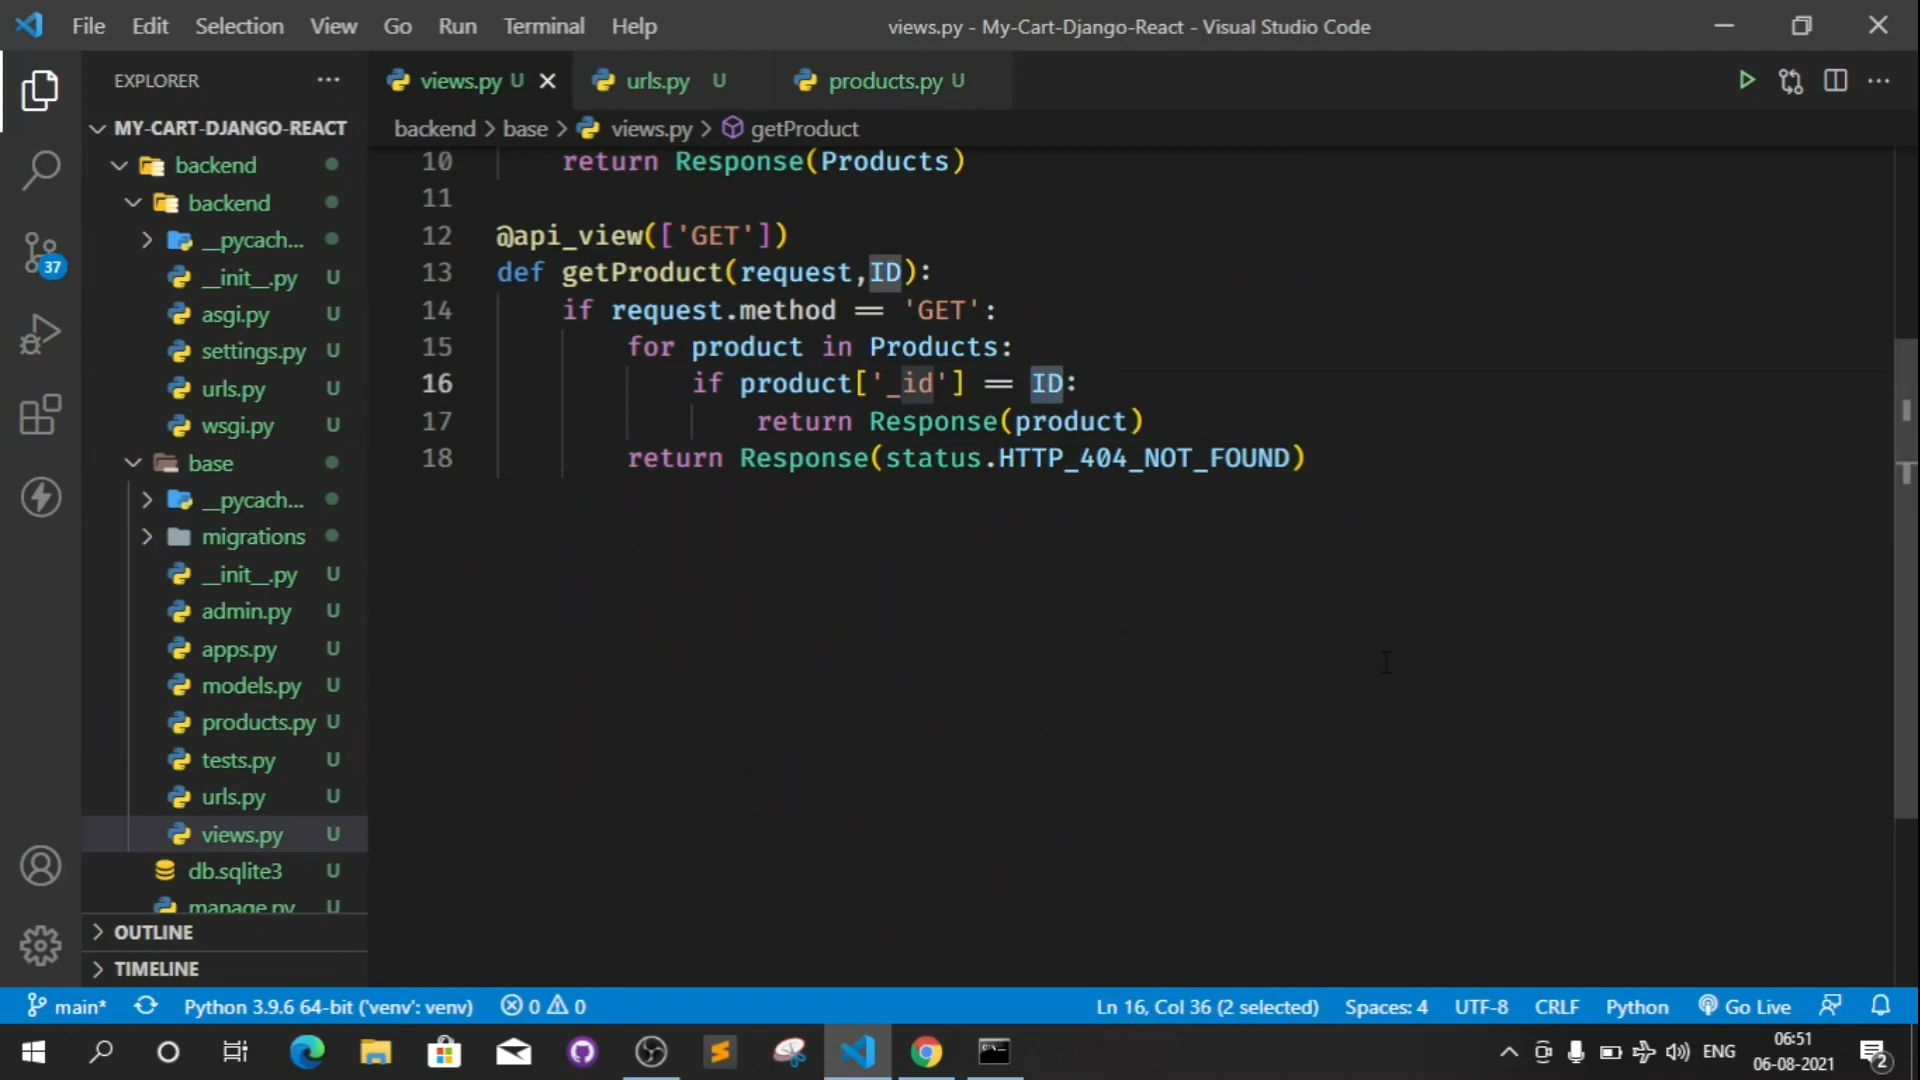 File Edit Selection View Go Run Terminal Help
views.py - My-Cart-Django-React - Visual Studio Code
EXPLORER ···
views.py U
urls.py U
products.py U
MY-CART-DJANGO-REACT
backend > base > views.py > getProduct
backend
backend
__pycach...
__init__.py U
asgi.py U
settings.py U
urls.py U
wsgi.py U
base
__pycach...
migrations
__init__.py U
admin.py U
apps.py U
models.py U
products.py U
tests.py U
urls.py U
views.py U
db.sqlite3 U
manage.py U
OUTLINE
TIMELINE
37
10 return Response(Products)
11
12 @api_view(['GET'])
13 def getProduct(request,ID):
14 if request.method == 'GET':
15 for product in Products:
16 if product['_id'] == ID:
17 return Response(product)
18 return Response(status.HTTP_404_NOT_FOUND)
main* Python 3.9.6 64-bit ('venv': venv) 0 0 Ln 16, Col 36 (2 selected) Spaces: 4 UTF-8 CRLF Python Go Live
ENG
06:51
06-08-2021
2